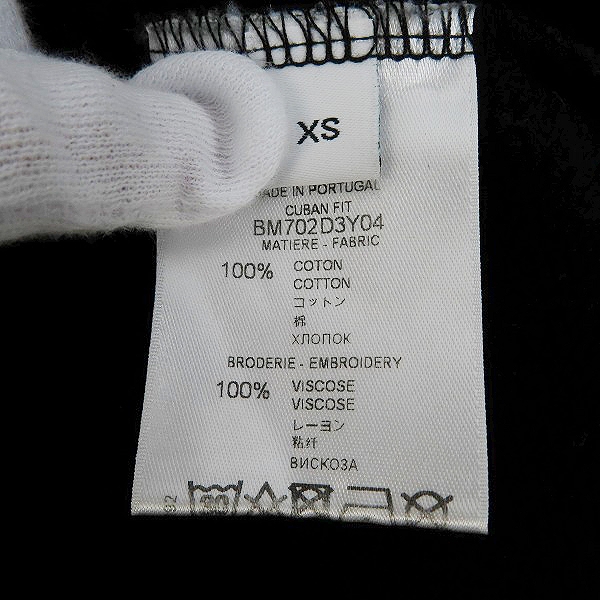 XS
MADE IN PORTUGAL
CUBAN FIT
BM702D3Y04
MATIERE - FABRIC
100% COTON
COTTON
コットン
棉
ХЛОПОК
BRODERIE - EMBROIDERY
100% VISCOSE
VISCOSE
レーヨン
粘纤
ВИСКОЗА